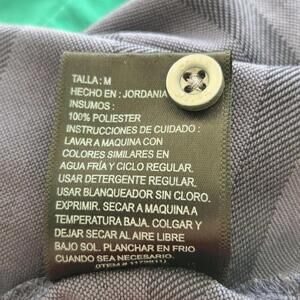 TALLA: M
HECHO EN: JORDANIA
INSUMOS:
100% POLIESTER
INSTRUCCIONES DE CUIDADO:
LAVAR A MAQUINA CON
COLORES SIMILARES EN
AGUA FRÍA Y CICLO REGULAR.
USAR DETERGENTE REGULAR.
USAR BLANQUEADOR SIN CLORO.
EXPRIMIR. SECAR A MAQUINA A
TEMPERATURA BAJA. COLGAR Y
DEJAR SECAR AL AIRE LIBRE
BAJO SOL. PLANCHAR EN FRIO
CUANDO SEA NECESARIO.
(ITEM # 1179811)